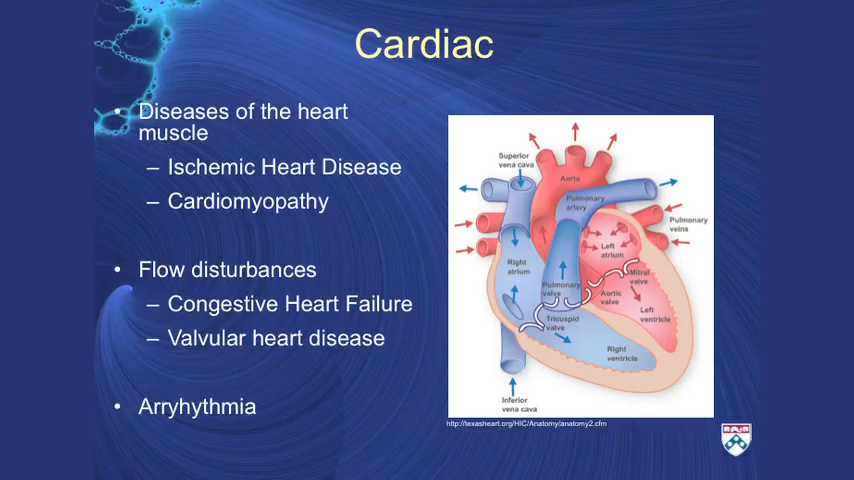 Cardiac
• Diseases of the heart
muscle
– Ischemic Heart Disease
– Cardiomyopathy
• Flow disturbances
– Congestive Heart Failure
– Valvular heart disease
• Arryhythmia
Superior
vena cava
Aorta
Pulmonary
artery
Pulmonary
veins
Left
atrium
Right
atrium
Mitral
valve
Pulmonary
valve
Aortic
valve
Left
ventricle
Tricuspid
valve
Right
ventricle
Inferior
vena cava
http://texasheart.org/HIC/Anatomy/anatomy2.cfm